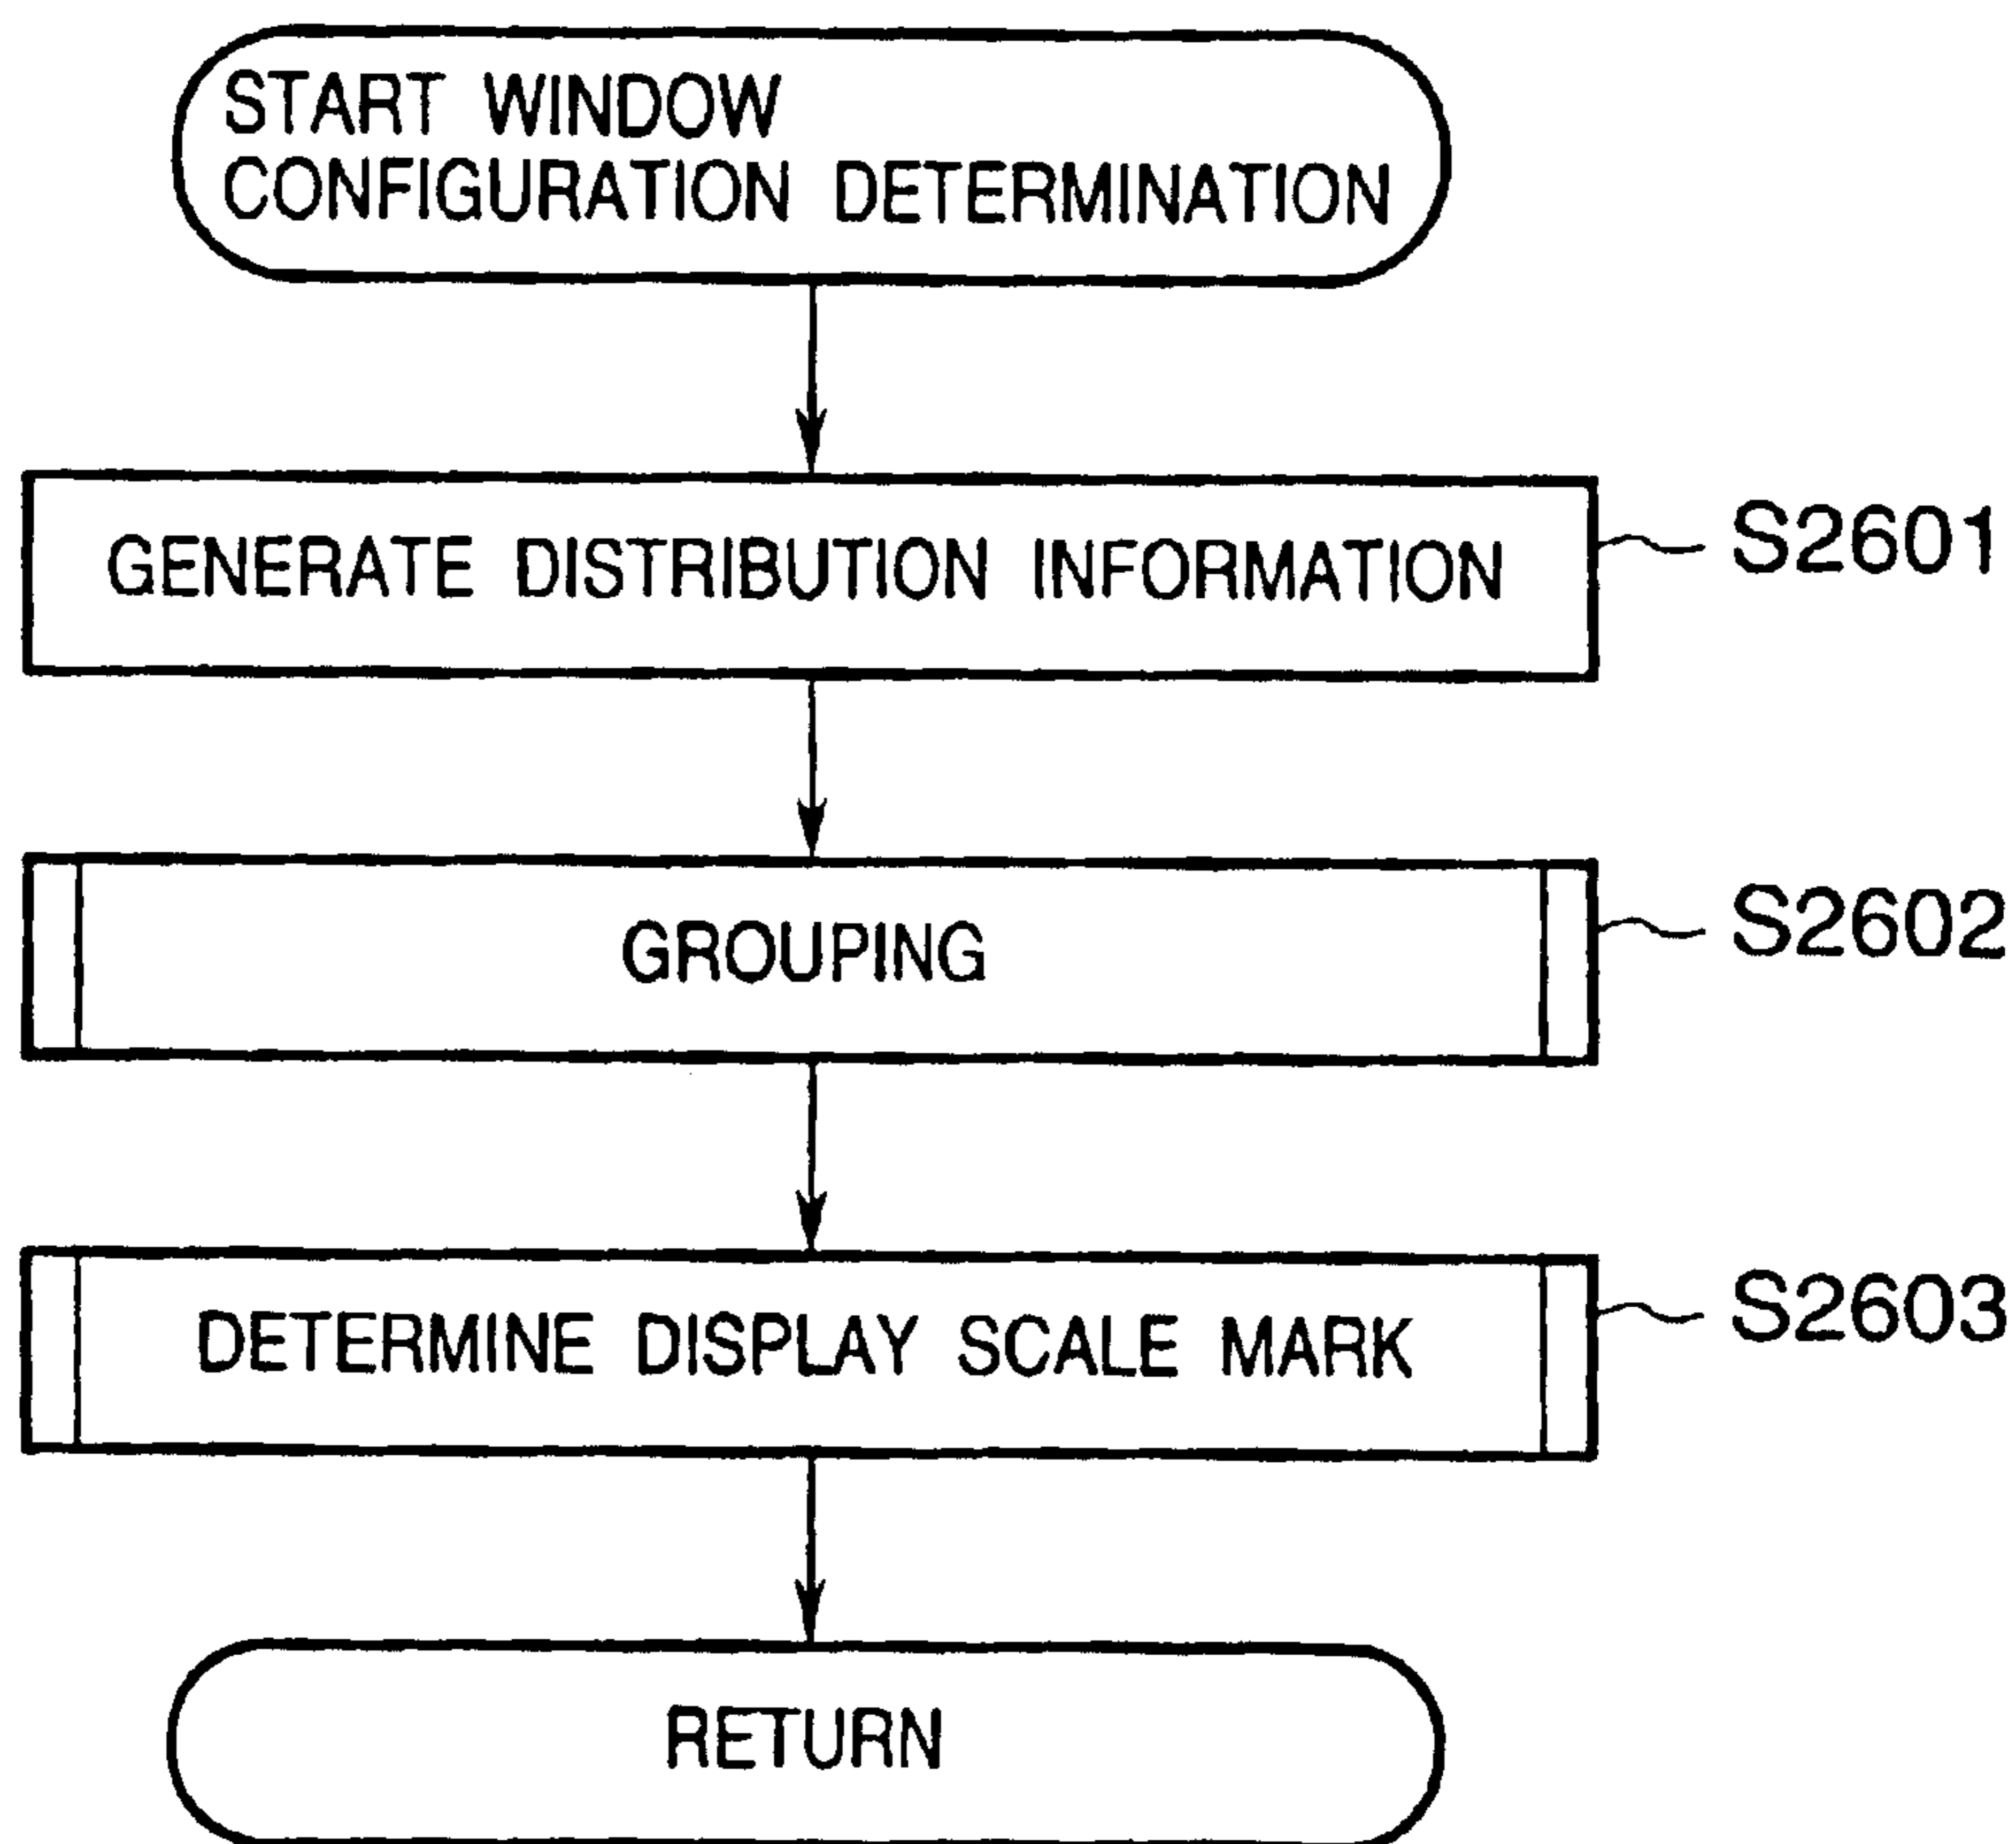 START WINDOW
CONFIGURATION DETERMINATION
GENERATE DISTRIBUTION INFORMATION
S2601
GROUPING
S2602
DETERMINE DISPLAY SCALE MARK
S2603
RETURN